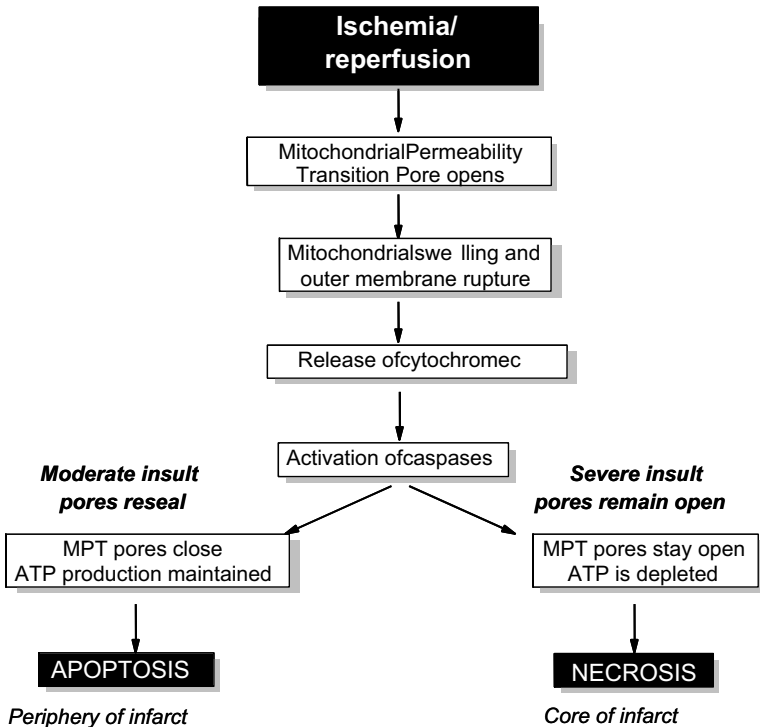 Ischemia/
reperfusion
MitochondrialPermeability
Transition Pore opens
Mitochondrialswe lling and
outer membrane rupture
Release ofcytochromec
Activation ofcaspases
Moderate insult
pores reseal
Severe insult
pores remain open
MPT pores close
ATP production maintained
MPT pores stay open
ATP is depleted
APOPTOSIS
NECROSIS
Periphery of infarct
Core of infarct